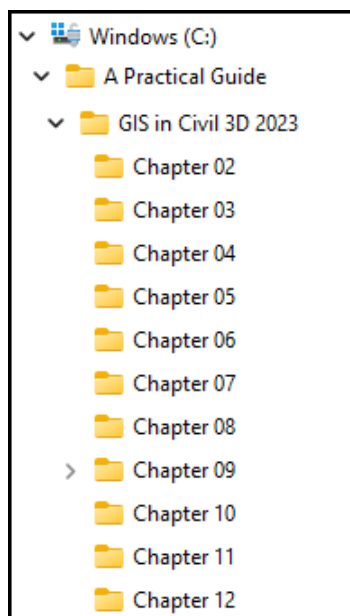 Windows (C:)
A Practical Guide
GIS in Civil 3D 2023
Chapter 02
Chapter 03
Chapter 04
Chapter 05
Chapter 06
Chapter 07
Chapter 08
Chapter 09
Chapter 10
Chapter 11
Chapter 12